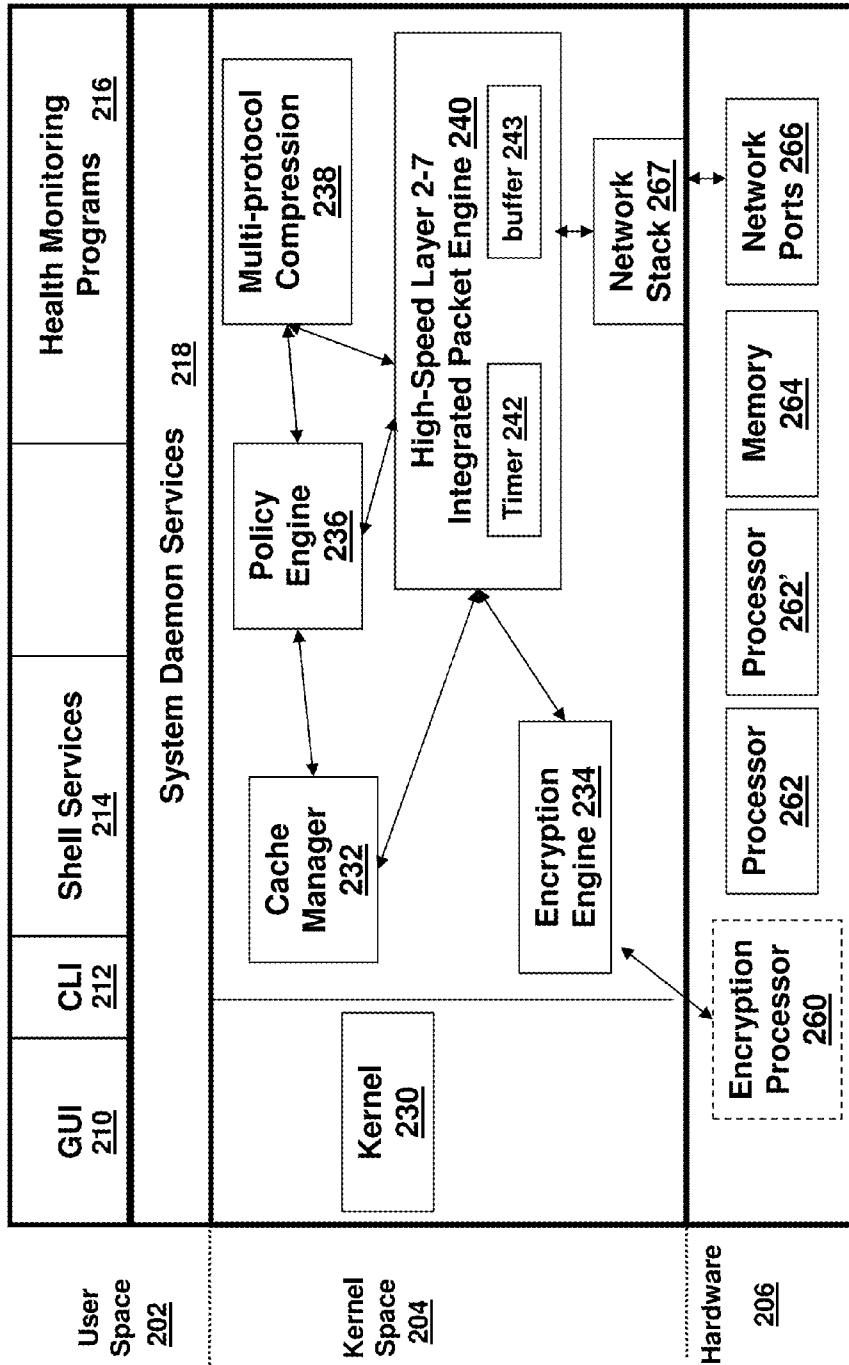 User
Space
202
GUI
210
CLI
212
Shell Services
214
Health Monitoring
Programs
216
System Daemon Services
218
Kernel
Space
204
Kernel
230
Cache
Manager
232
Policy
Engine
236
Multi-protocol
Compression
238
High-Speed Layer 2-7
Integrated Packet Engine 240
Timer 242
buffer 243
Encryption
Engine 234
Network
Stack 267
Hardware
206
Encryption
Processor
260
Processor
262
Processor
262'
Memory
264
Network
Ports 266